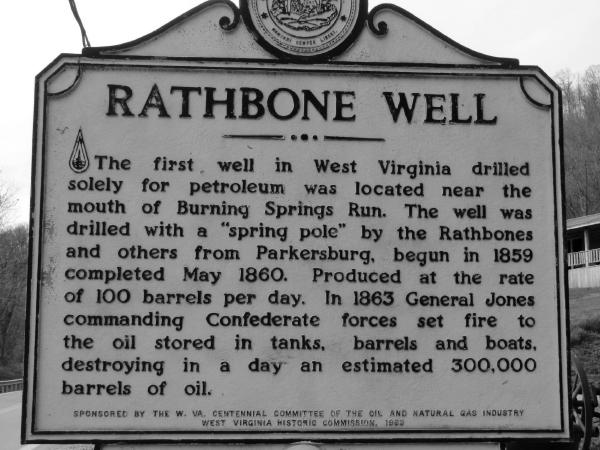 MONTANI SEMPER LIBERI
RATHBONE WELL
The first well in West Virginia drilled
solely for petroleum was located near the
mouth of Burning Springs Run. The well was
drilled with a "spring pole" by the Rathbones
and others from Parkersburg, begun in 1859
completed May 1860. Produced at the rate
of 100 barrels per day. In 1863 General Jones
commanding Confederate forces set fire to
the oil stored in tanks, barrels and boats,
destroying in a day an estimated 300,000
barrels of oil.
SPONSORED BY THE W. VA. CENTENNIAL COMMITTEE OF THE OIL AND NATURAL GAS INDUSTRY
WEST VIRGINIA HISTORIC COMMISSION, 1963